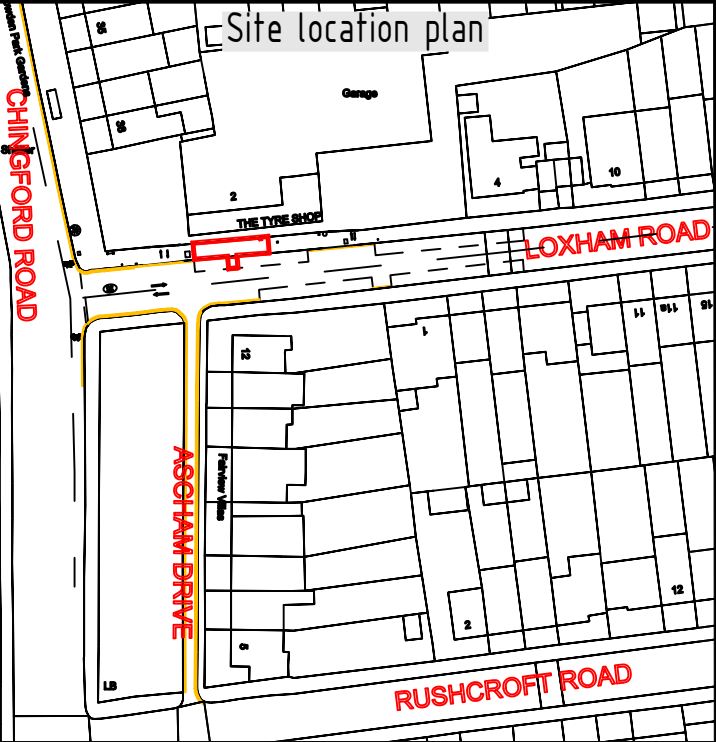 Site location plan
CHINGFORD ROAD
35
Garage
36
2
THE TYRE SHOP
4
10
LOXHAM ROAD
1
11
11a
15
12
Fairview Villas
ASCHAM DRIVE
5
LB
2
12
RUSHCROFT ROAD